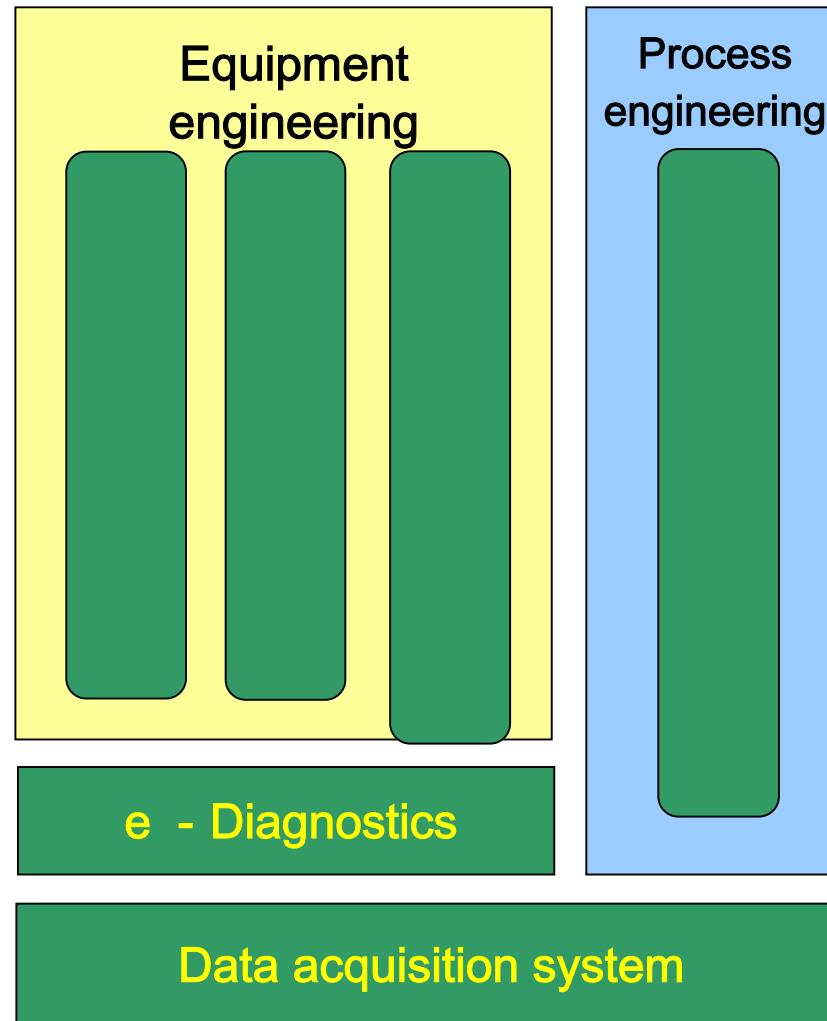 Equipment
engineering
Process
engineering
e - Diagnostics
Data acquisition system